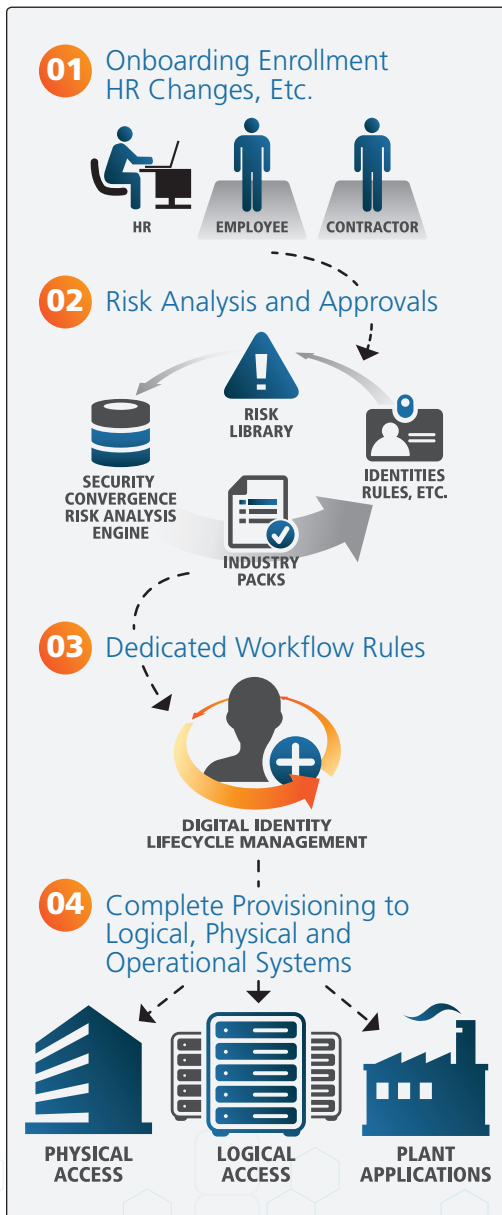 01
Onboarding Enrollment
HR Changes, Etc.
HR
EMPLOYEE
CONTRACTOR
02
Risk Analysis and Approvals
RISK
LIBRARY
SECURITY
CONVERGENCE
RISK ANALYSIS
ENGINE
IDENTITIES
RULES, ETC.
INDUSTRY
PACKS
03
Dedicated Workflow Rules
DIGITAL IDENTITY
LIFECYCLE MANAGEMENT
04
Complete Provisioning to
Logical, Physical and
Operational Systems
PHYSICAL
ACCESS
LOGICAL
ACCESS
PLANT
APPLICATIONS